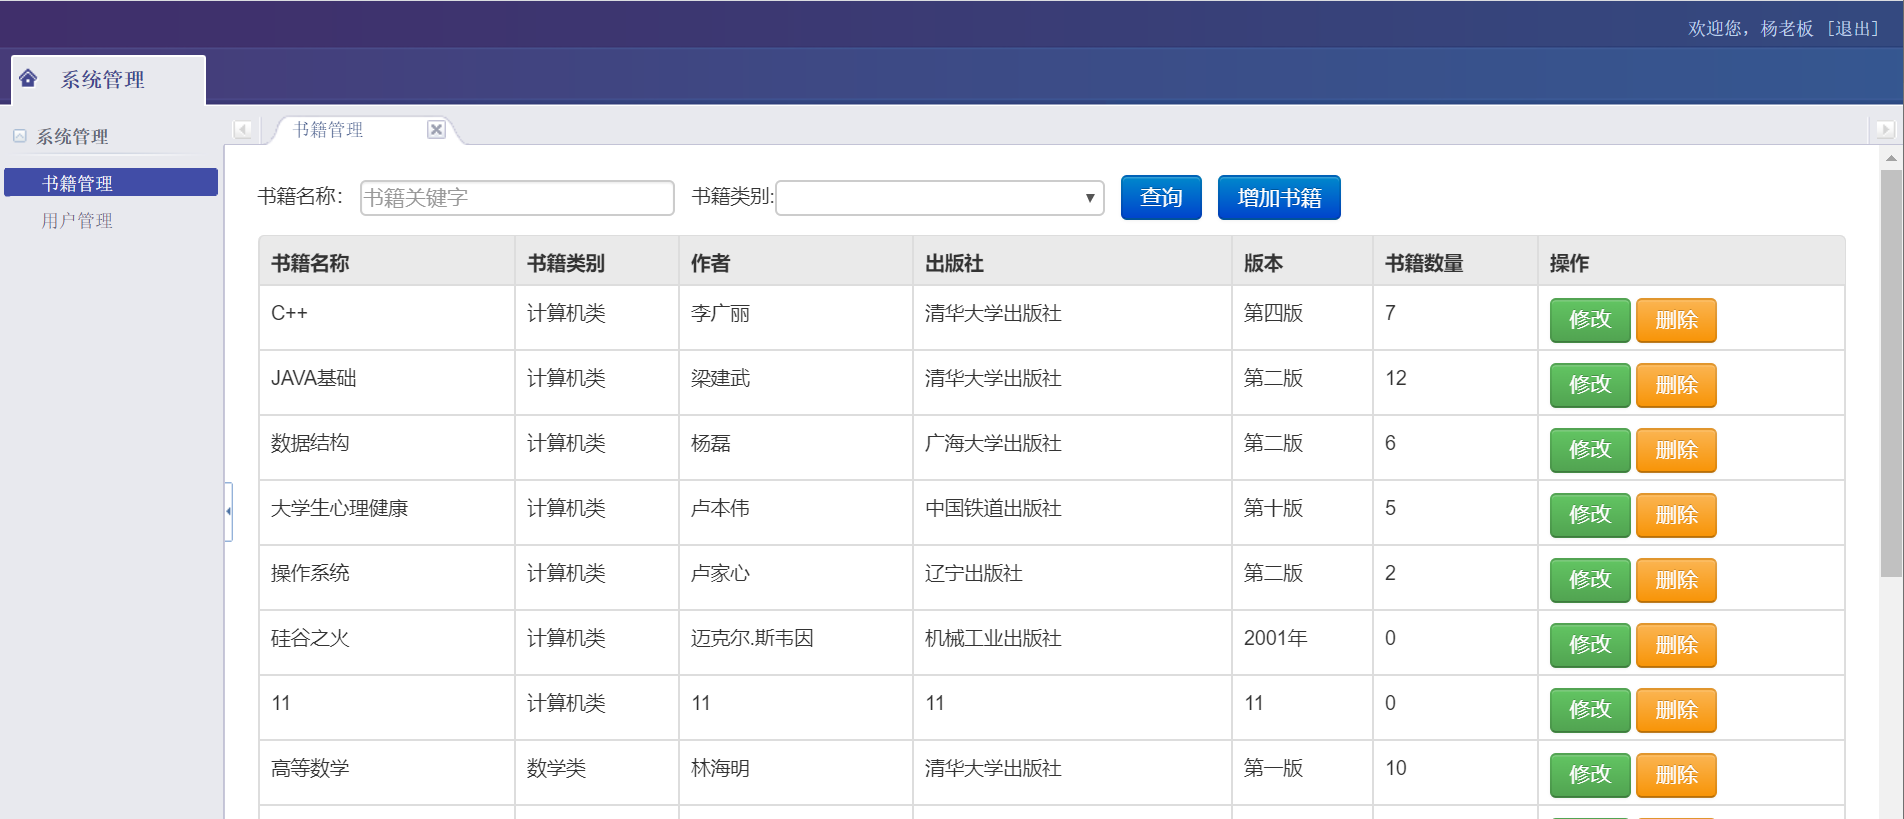 欢迎您，杨老板 [退出]
系统管理
系统管理
书籍管理
用户管理
书籍管理
书籍名称： 书籍关键字 书籍类别: 查询 增加书籍
书籍名称 书籍类别 作者 出版社 版本 书籍数量 操作
C++ 计算机类 李广丽 清华大学出版社 第四版 7 修改 删除
JAVA基础 计算机类 梁建武 清华大学出版社 第二版 12 修改 删除
数据结构 计算机类 杨磊 广海大学出版社 第二版 6 修改 删除
大学生心理健康 计算机类 卢本伟 中国铁道出版社 第十版 5 修改 删除
操作系统 计算机类 卢家心 辽宁出版社 第二版 2 修改 删除
硅谷之火 计算机类 迈克尔.斯韦因 机械工业出版社 2001年 0 修改 删除
11 计算机类 11 11 11 0 修改 删除
高等数学 数学类 林海明 清华大学出版社 第一版 10 修改 删除